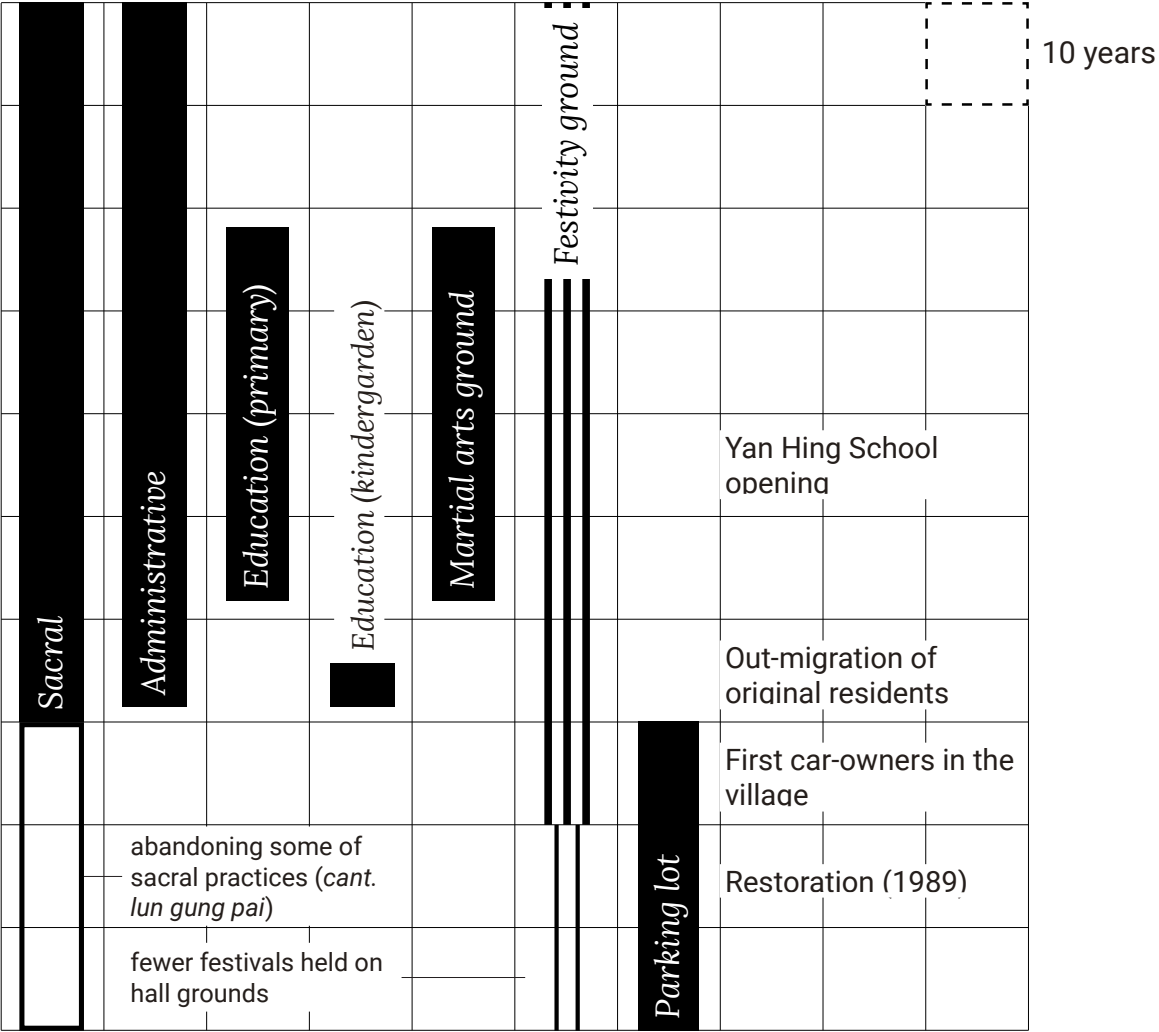 10 years
Festivity ground
Education (primary)
Education (kindergarden)
Martial arts ground
Administrative
Sacral
Yan Hing School
opening
Out-migration of
original residents
First car-owners in the
village
Restoration (1989)
Parking lot
abandoning some of
sacral practices (cant.
lun gung pai)
fewer festivals held on
hall grounds